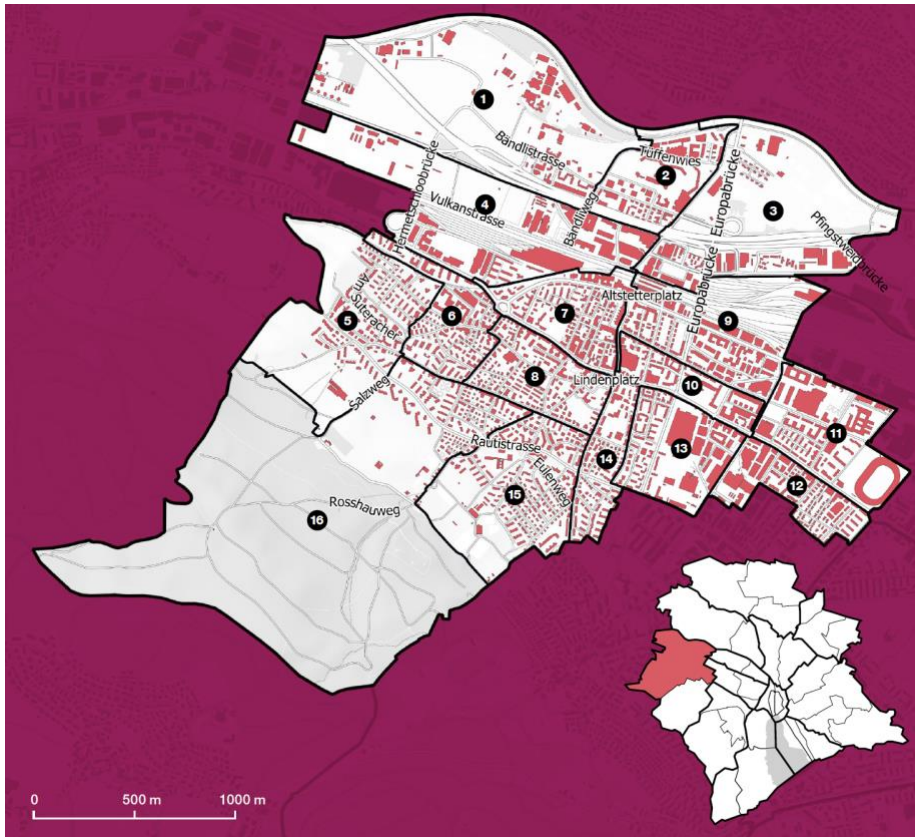 1
Bändlistrasse
Tüffenwies
2
Europabrücke
3
Pfingstweidbrücke
Hermetschloobrücke
4
Vulkanstrasse
Bändliweg
Europabrücke
Altstetterplatz
Am
Suteracher
5
6
7
9
Salzweg
8
Lindenplatz
10
11
Rautistrasse
14
13
12
15
Eulenweg
Rosshauweg
16
0
500 m
1000 m